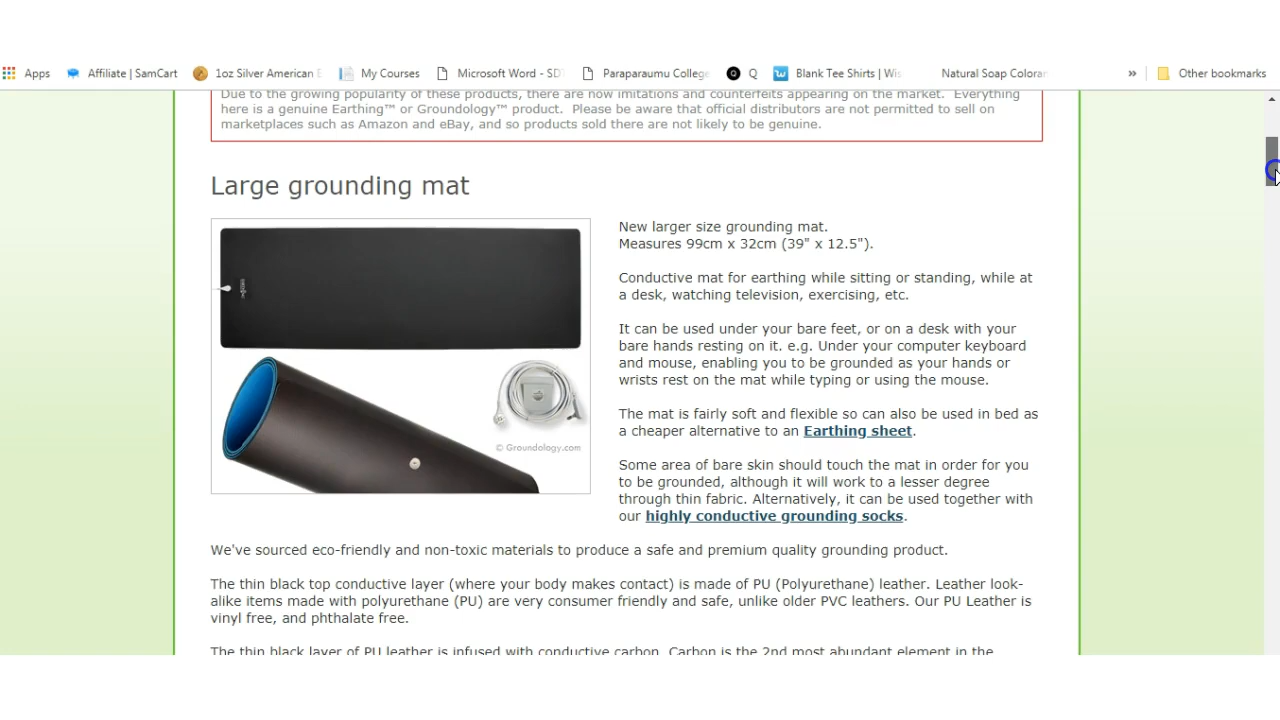 Apps
Affiliate | SamCart
1oz Silver American E
My Courses
Microsoft Word - SD
Paraparaumu College
Q
Blank Tee Shirts | Wis
Natural Soap Coloran
»
Other bookmarks
Due to the growing popularity of these products, there are now imitations and counterfeits appearing on the market. Everything
here is a genuine Earthing™ or Groundology™ product. Please be aware that official distributors are not permitted to sell on
marketplaces such as Amazon and eBay, and so products sold there are not likely to be genuine.
Large grounding mat
New larger size grounding mat.
Measures 99cm x 32cm (39" x 12.5").
Conductive mat for earthing while sitting or standing, while at
a desk, watching television, exercising, etc.
It can be used under your bare feet, or on a desk with your
bare hands resting on it. e.g. Under your computer keyboard
and mouse, enabling you to be grounded as your hands or
wrists rest on the mat while typing or using the mouse.
The mat is fairly soft and flexible so can also be used in bed as
a cheaper alternative to an Earthing sheet.
© Groundology.com
Some area of bare skin should touch the mat in order for you
to be grounded, although it will work to a lesser degree
through thin fabric. Alternatively, it can be used together with
our highly conductive grounding socks.
We've sourced eco-friendly and non-toxic materials to produce a safe and premium quality grounding product.
The thin black top conductive layer (where your body makes contact) is made of PU (Polyurethane) leather. Leather look-
alike items made with polyurethane (PU) are very consumer friendly and safe, unlike older PVC leathers. Our PU Leather is
vinyl free, and phthalate free.
The thin black layer of PU leather is infused with conductive carbon. Carbon is the 2nd most abundant element in the